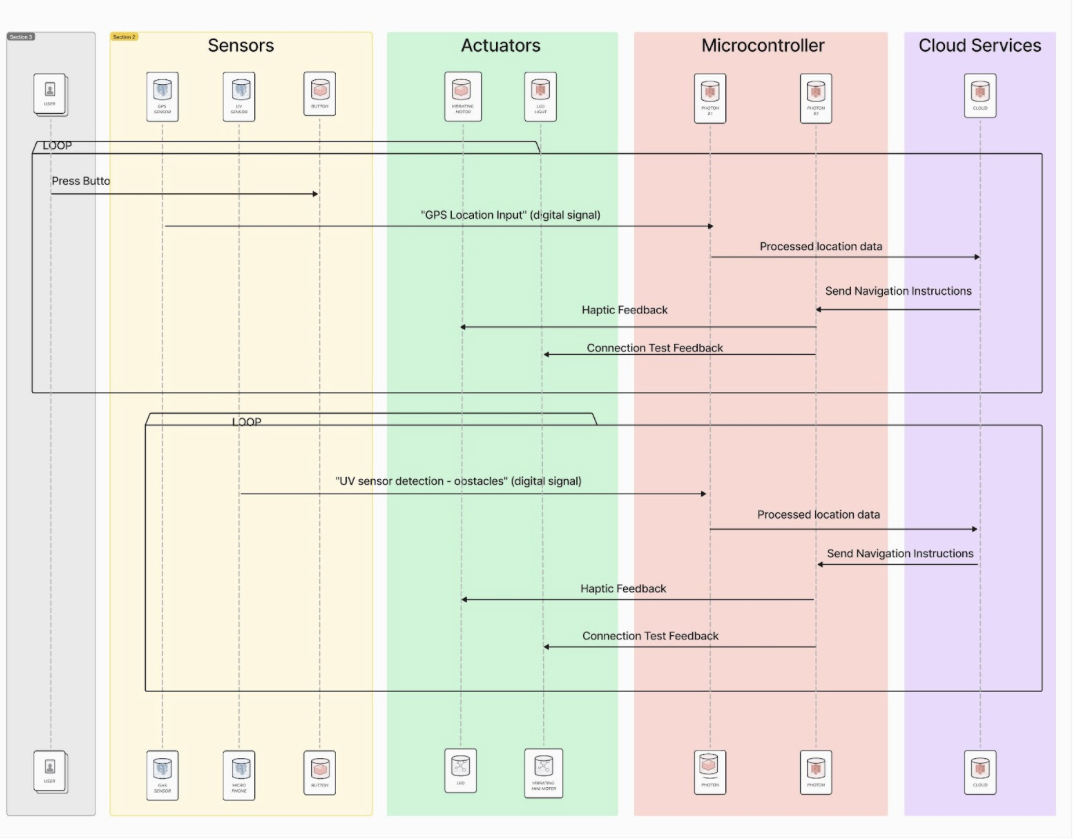 Section 3
Section 2
Sensors
Actuators
Microcontroller
Cloud Services
USER
GPS
SENSOR
UV
SENSOR
BUTTON
VIBRATING
MOTOR
LED
LIGHT
PHOTON
#1
PHOTON
#2
CLOUD
LOOP
Press Butto
"GPS Location Input" (digital signal)
Processed location data
Send Navigation Instructions
Haptic Feedback
Connection Test Feedback
LOOP
"UV sensor detection - obstacles" (digital signal)
Processed location data
Send Navigation Instructions
Haptic Feedback
Connection Test Feedback
USER
SENSOR
MICRO
PHONE
BUTTON
LED
VIBRATING
MINI MOTOR
PHOTON
PHOTON
CLOUD